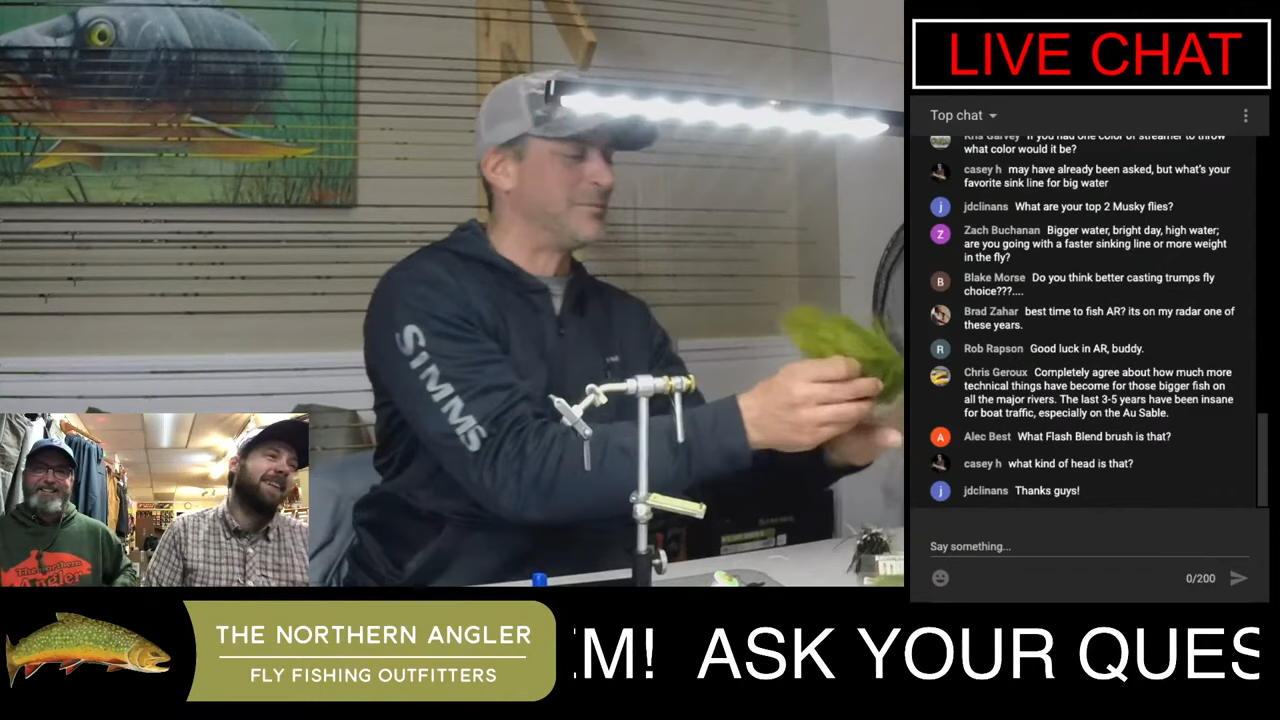 LIVE CHAT
Top chat
Kris Garvey If you had one color of streamer to throw
what color would it be?
casey h may have already been asked, but what's your
favorite sink line for big water
jdclinans What are your top 2 Musky flies?
Zach Buchanan Bigger water, bright day, high water;
are you going with a faster sinking line or more weight
in the fly?
Blake Morse Do you think better casting trumps fly
choice???....
Brad Zahar best time to fish AR? its on my radar one of
these years.
Rob Rapson Good luck in AR, buddy.
Chris Geroux Completely agree about how much more
technical things have become for those bigger fish on
all the major rivers. The last 3-5 years have been insane
for boat traffic, especially on the Au Sable.
Alec Best What Flash Blend brush is that?
casey h what kind of head is that?
jdclinans Thanks guys!
Say something...
0/200
SIMMS
The northern
Angler
THE NORTHERN ANGLER
FLY FISHING OUTFITTERS
EM! ASK YOUR QUES